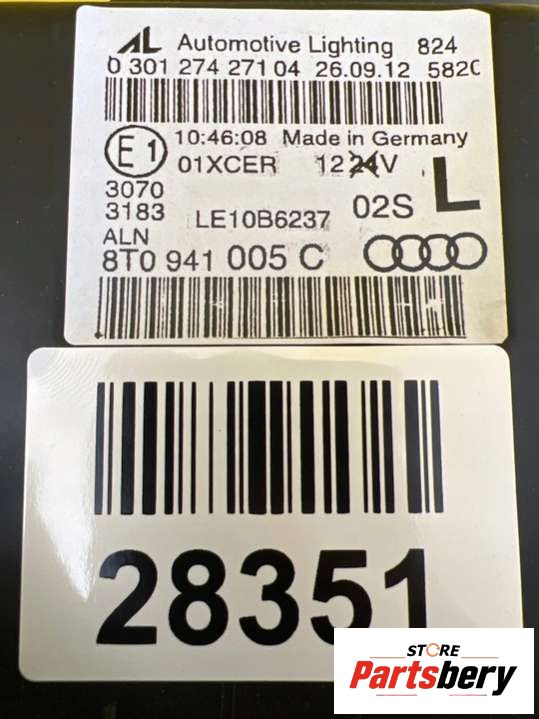 AL Automotive Lighting 824
0 301 274 271 04 26.09.12 582C
E1 10:46:08 Made in Germany
01XCER 12 24V L
3070
3183 LE10B6237 02S
ALN
8T0 941 005 C
28351
STORE
Partsbery